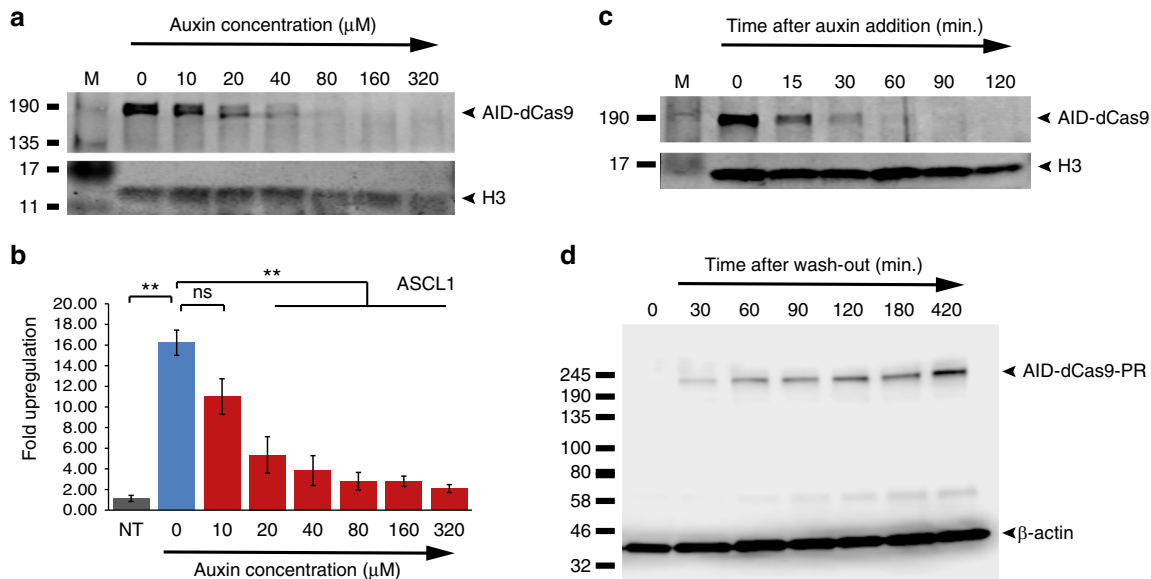 a
Auxin concentration (μM)
M 0 10 20 40 80 160 320
190
AID-dCas9
135
17
H3
11
b
** ** ASCL1
ns
20.00
18.00
16.00
14.00
12.00
10.00
8.00
6.00
4.00
2.00
0.00
Fold upregulation
NT 0 10 20 40 80 160 320
Auxin concentration (μM)
c
Time after auxin addition (min.)
M 0 15 30 60 90 120
190 AID-dCas9
17 H3
d
Time after wash-out (min.)
0 30 60 90 120 180 420
245 AID-dCas9-PR
190
135
100
80
58
46 β-actin
32